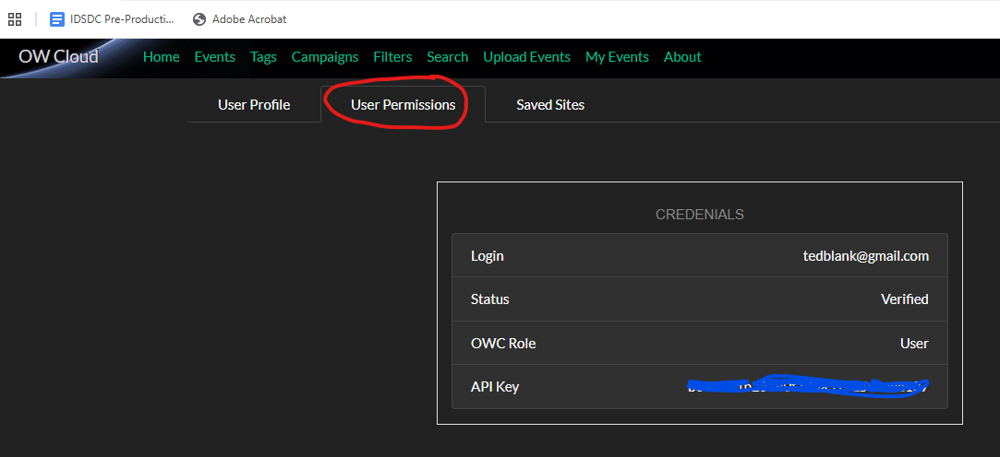 IDSDC Pre-Producti... Adobe Acrobat
OW Cloud Home Events Tags Campaigns Filters Search Upload Events My Events About
User Profile User Permissions Saved Sites
CREDENIALS
Login tedblank@gmail.com
Status Verified
OWC Role User
API Key